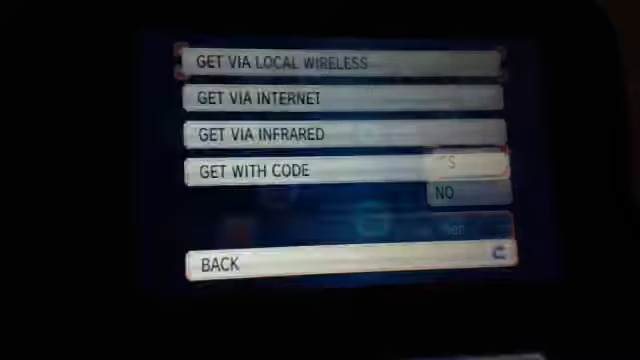 GET VIA LOCAL WIRELESS
GET VIA INTERNET
GET VIA INFRARED
GET WITH CODE
NO
BACK